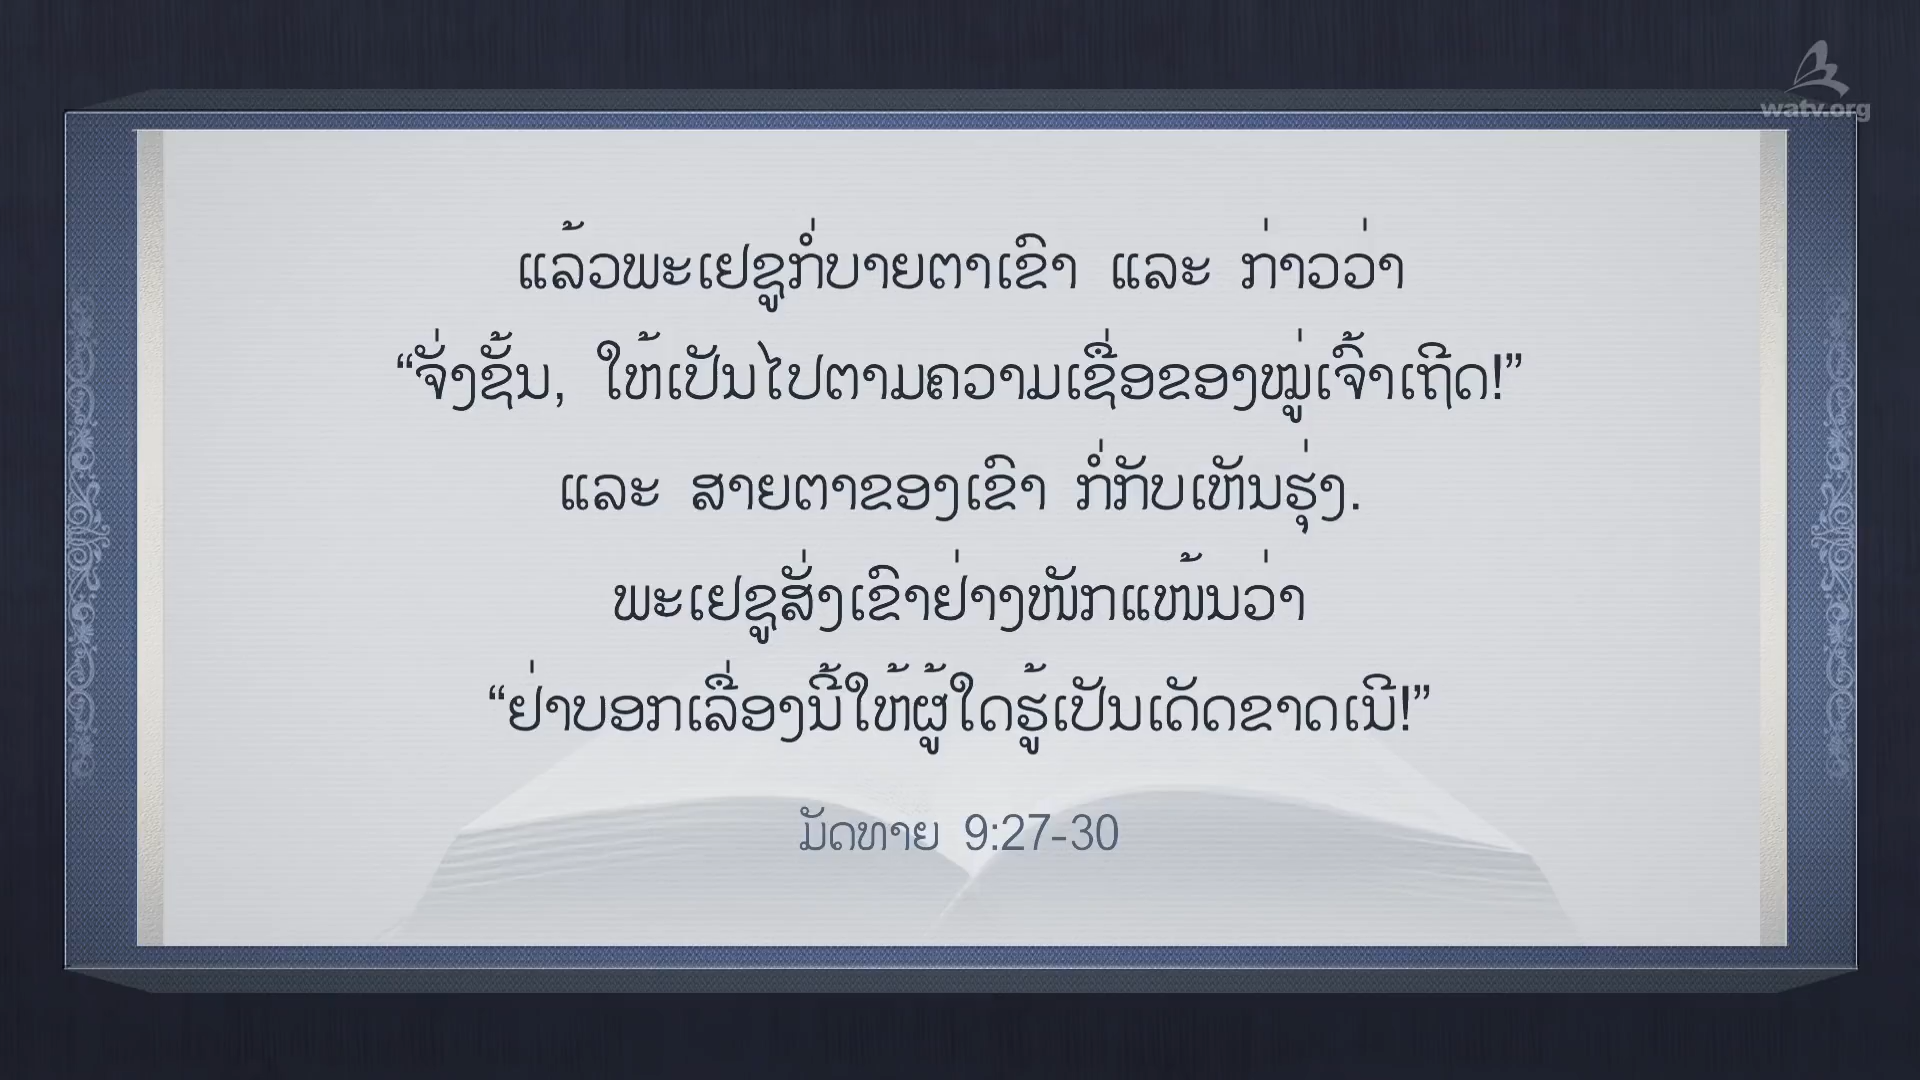 watv.org
ແລ້ວພະເຢຊູກໍ່ບາຍຕາເຂົາ ແລະ ກ່າວວ່າ
“ຈັ່ງຊັ້ນ, ໃຫ້ເປັນໄປຕາມຄວາມເຊື່ອຂອງໝູ່ເຈົ້າເຖີດ!”
ແລະ ສາຍຕາຂອງເຂົາ ກໍ່ກັບເຫັນຮຸ່ງ.
ພະເຢຊູສັ່ງເຂົາຢ່າງໜັກແໜ້ນວ່າ
“ຢ່າບອກເລື່ອງນີ້ໃຫ້ຜູ້ໃດຮູ້ເປັນເດັດຂາດເນີ!”
ມັດທາຍ 9:27-30